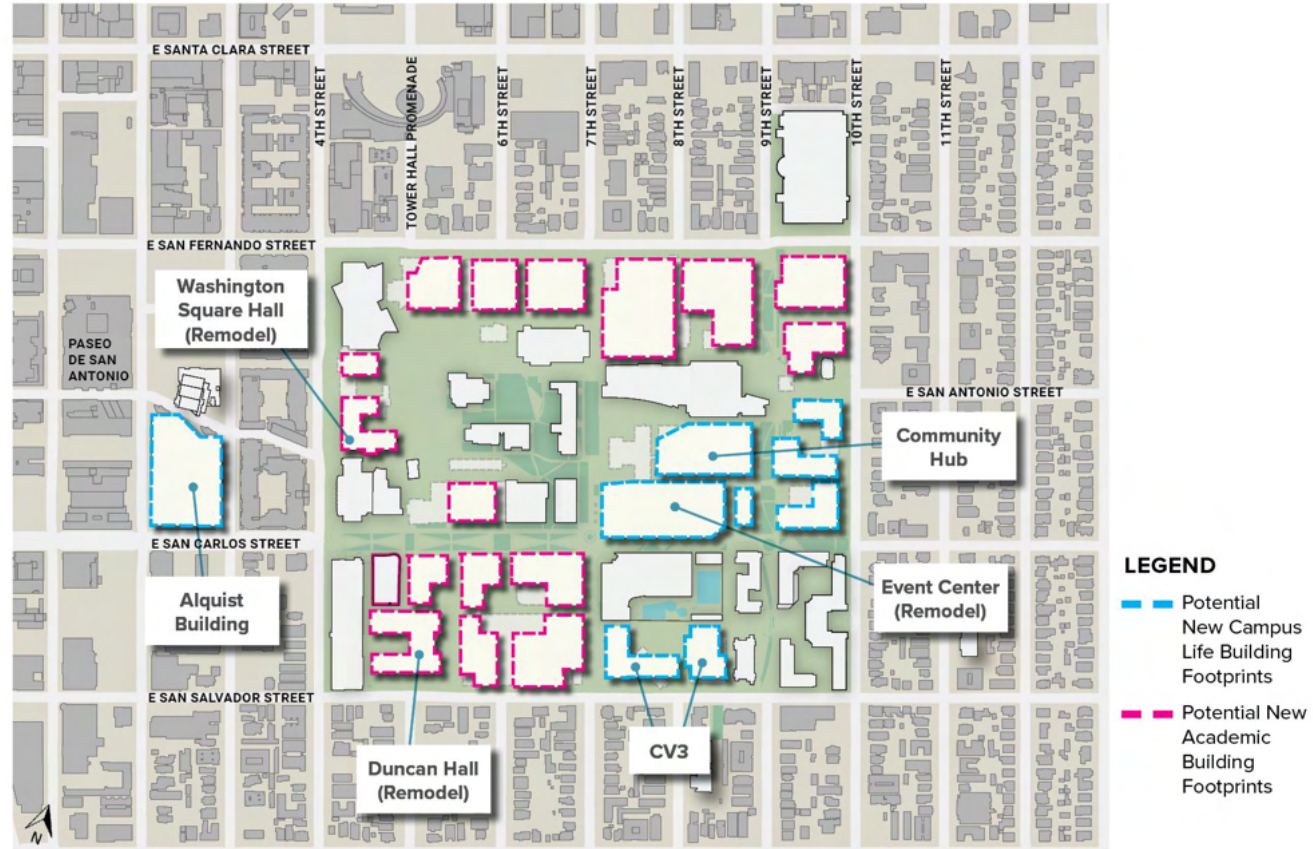 E SANTA CLARA STREET
4TH STREET
TOWER HALL PROMENADE
6TH STREET
7TH STREET
8TH STREET
9TH STREET
10TH STREET
11TH STREET
E SAN FERNANDO STREET
Washington
Square Hall
(Remodel)
PASEO
DE SAN
ANTONIO
E SAN ANTONIO STREET
Community
Hub
E SAN CARLOS STREET
Alquist
Building
Event Center
(Remodel)
E SAN SALVADOR STREET
Duncan Hall
(Remodel)
CV3
N
LEGEND
Potential
New Campus
Life Building
Footprints
Potential New
Academic
Building
Footprints